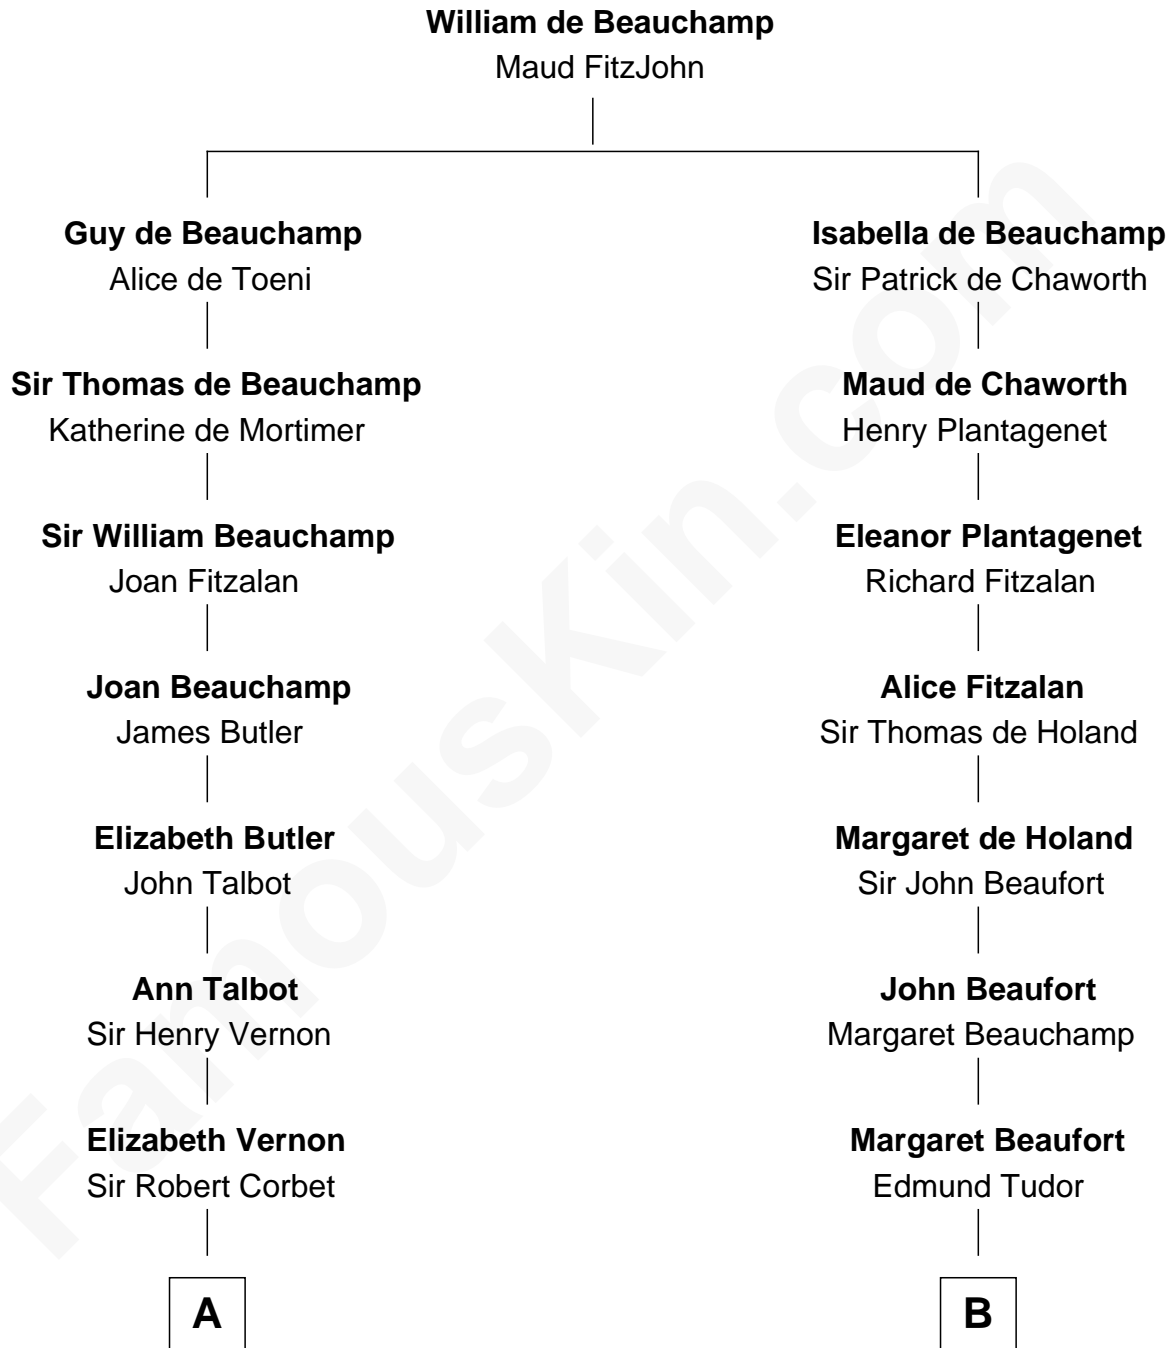 William de Beauchamp
Maud FitzJohn
Guy de Beauchamp
Alice de Toeni
Isabella de Beauchamp
Sir Patrick de Chaworth
Sir Thomas de Beauchamp
Katherine de Mortimer
Maud de Chaworth
Henry Plantagenet
Sir William Beauchamp
Joan Fitzalan
Eleanor Plantagenet
Richard Fitzalan
Joan Beauchamp
James Butler
Alice Fitzalan
Sir Thomas de Holand
Elizabeth Butler
John Talbot
Margaret de Holand
Sir John Beaufort
Ann Talbot
Sir Henry Vernon
John Beaufort
Margaret Beauchamp
Elizabeth Vernon
Sir Robert Corbet
Margaret Beaufort
Edmund Tudor
A
B
FamousKin.com